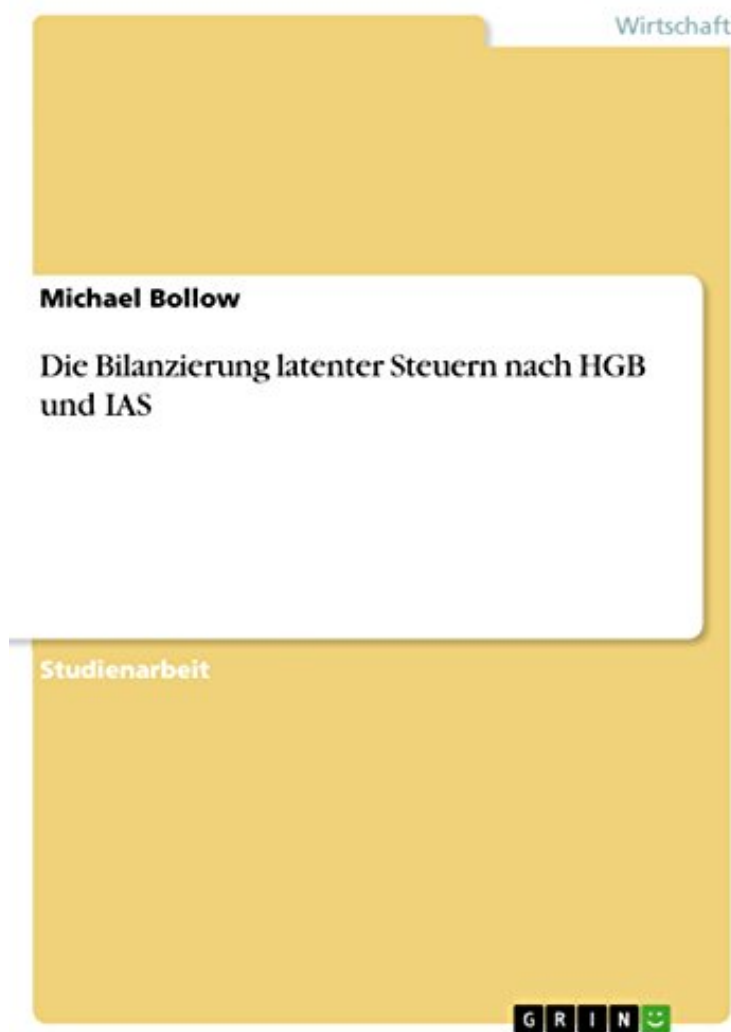 Wirtschaft
Michael Bollow
Die Bilanzierung latenter Steuern nach HGB
und IAS
Studienarbeit
GRIN